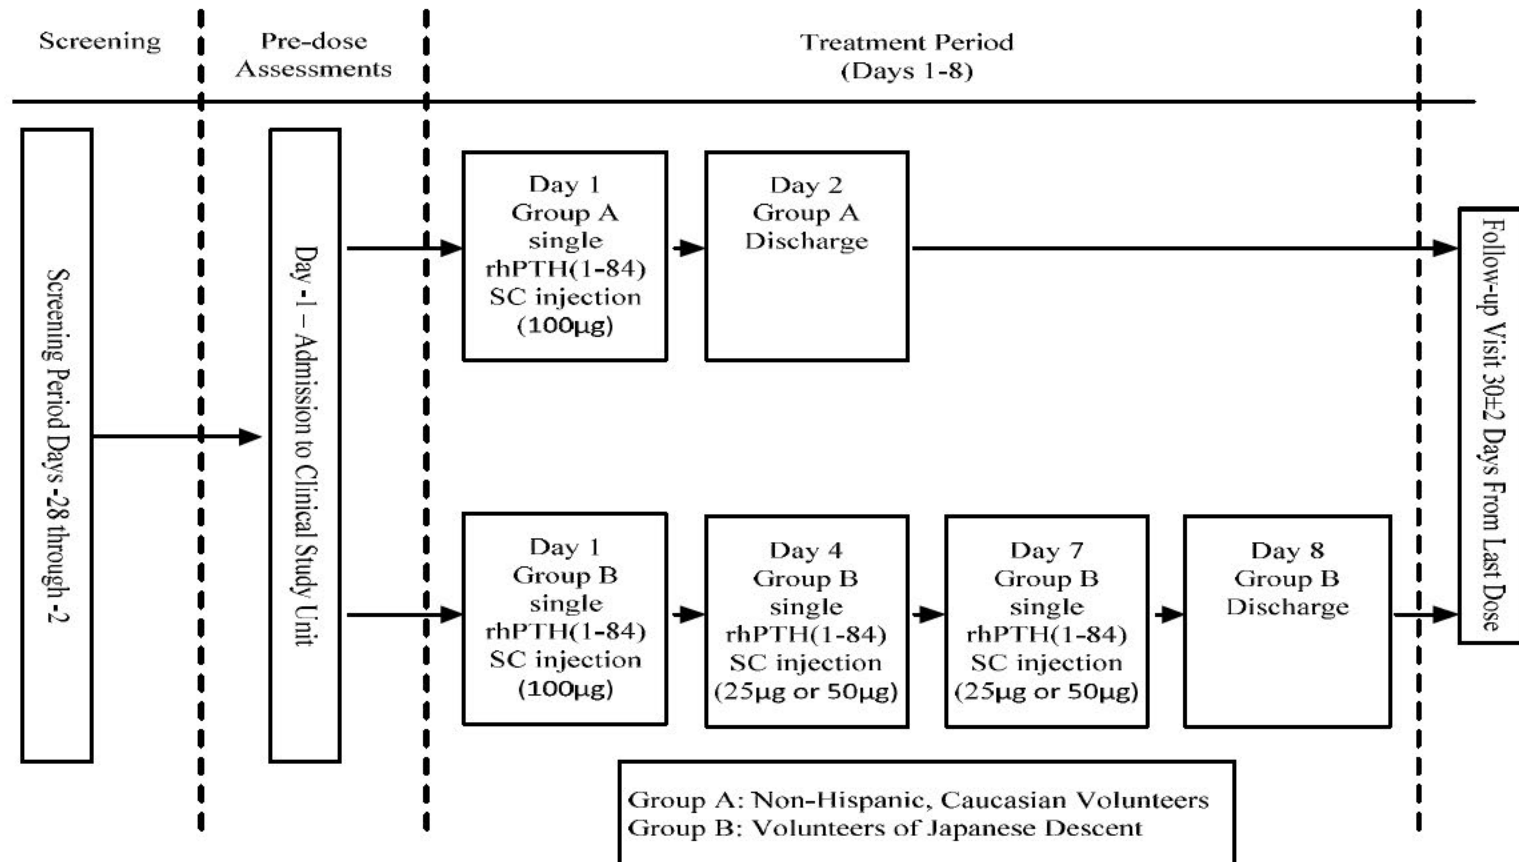 Screening
Pre-dose
Assessments
Treatment Period
(Days 1-8)
Screening Period Days -28 through -2
Day -1 – Admission to Clinical Study Unit
Day 1
Group A
single
rhPTH(1-84)
SC injection
(100µg)
Day 2
Group A
Discharge
Day 1
Group B
single
rhPTH(1-84)
SC injection
(100µg)
Day 4
Group B
single
rhPTH(1-84)
SC injection
(25µg or 50µg)
Day 7
Group B
single
rhPTH(1-84)
SC injection
(25µg or 50µg)
Day 8
Group B
Discharge
Follow-up Visit 30±2 Days From Last Dose
Group A: Non-Hispanic, Caucasian Volunteers
Group B: Volunteers of Japanese Descent